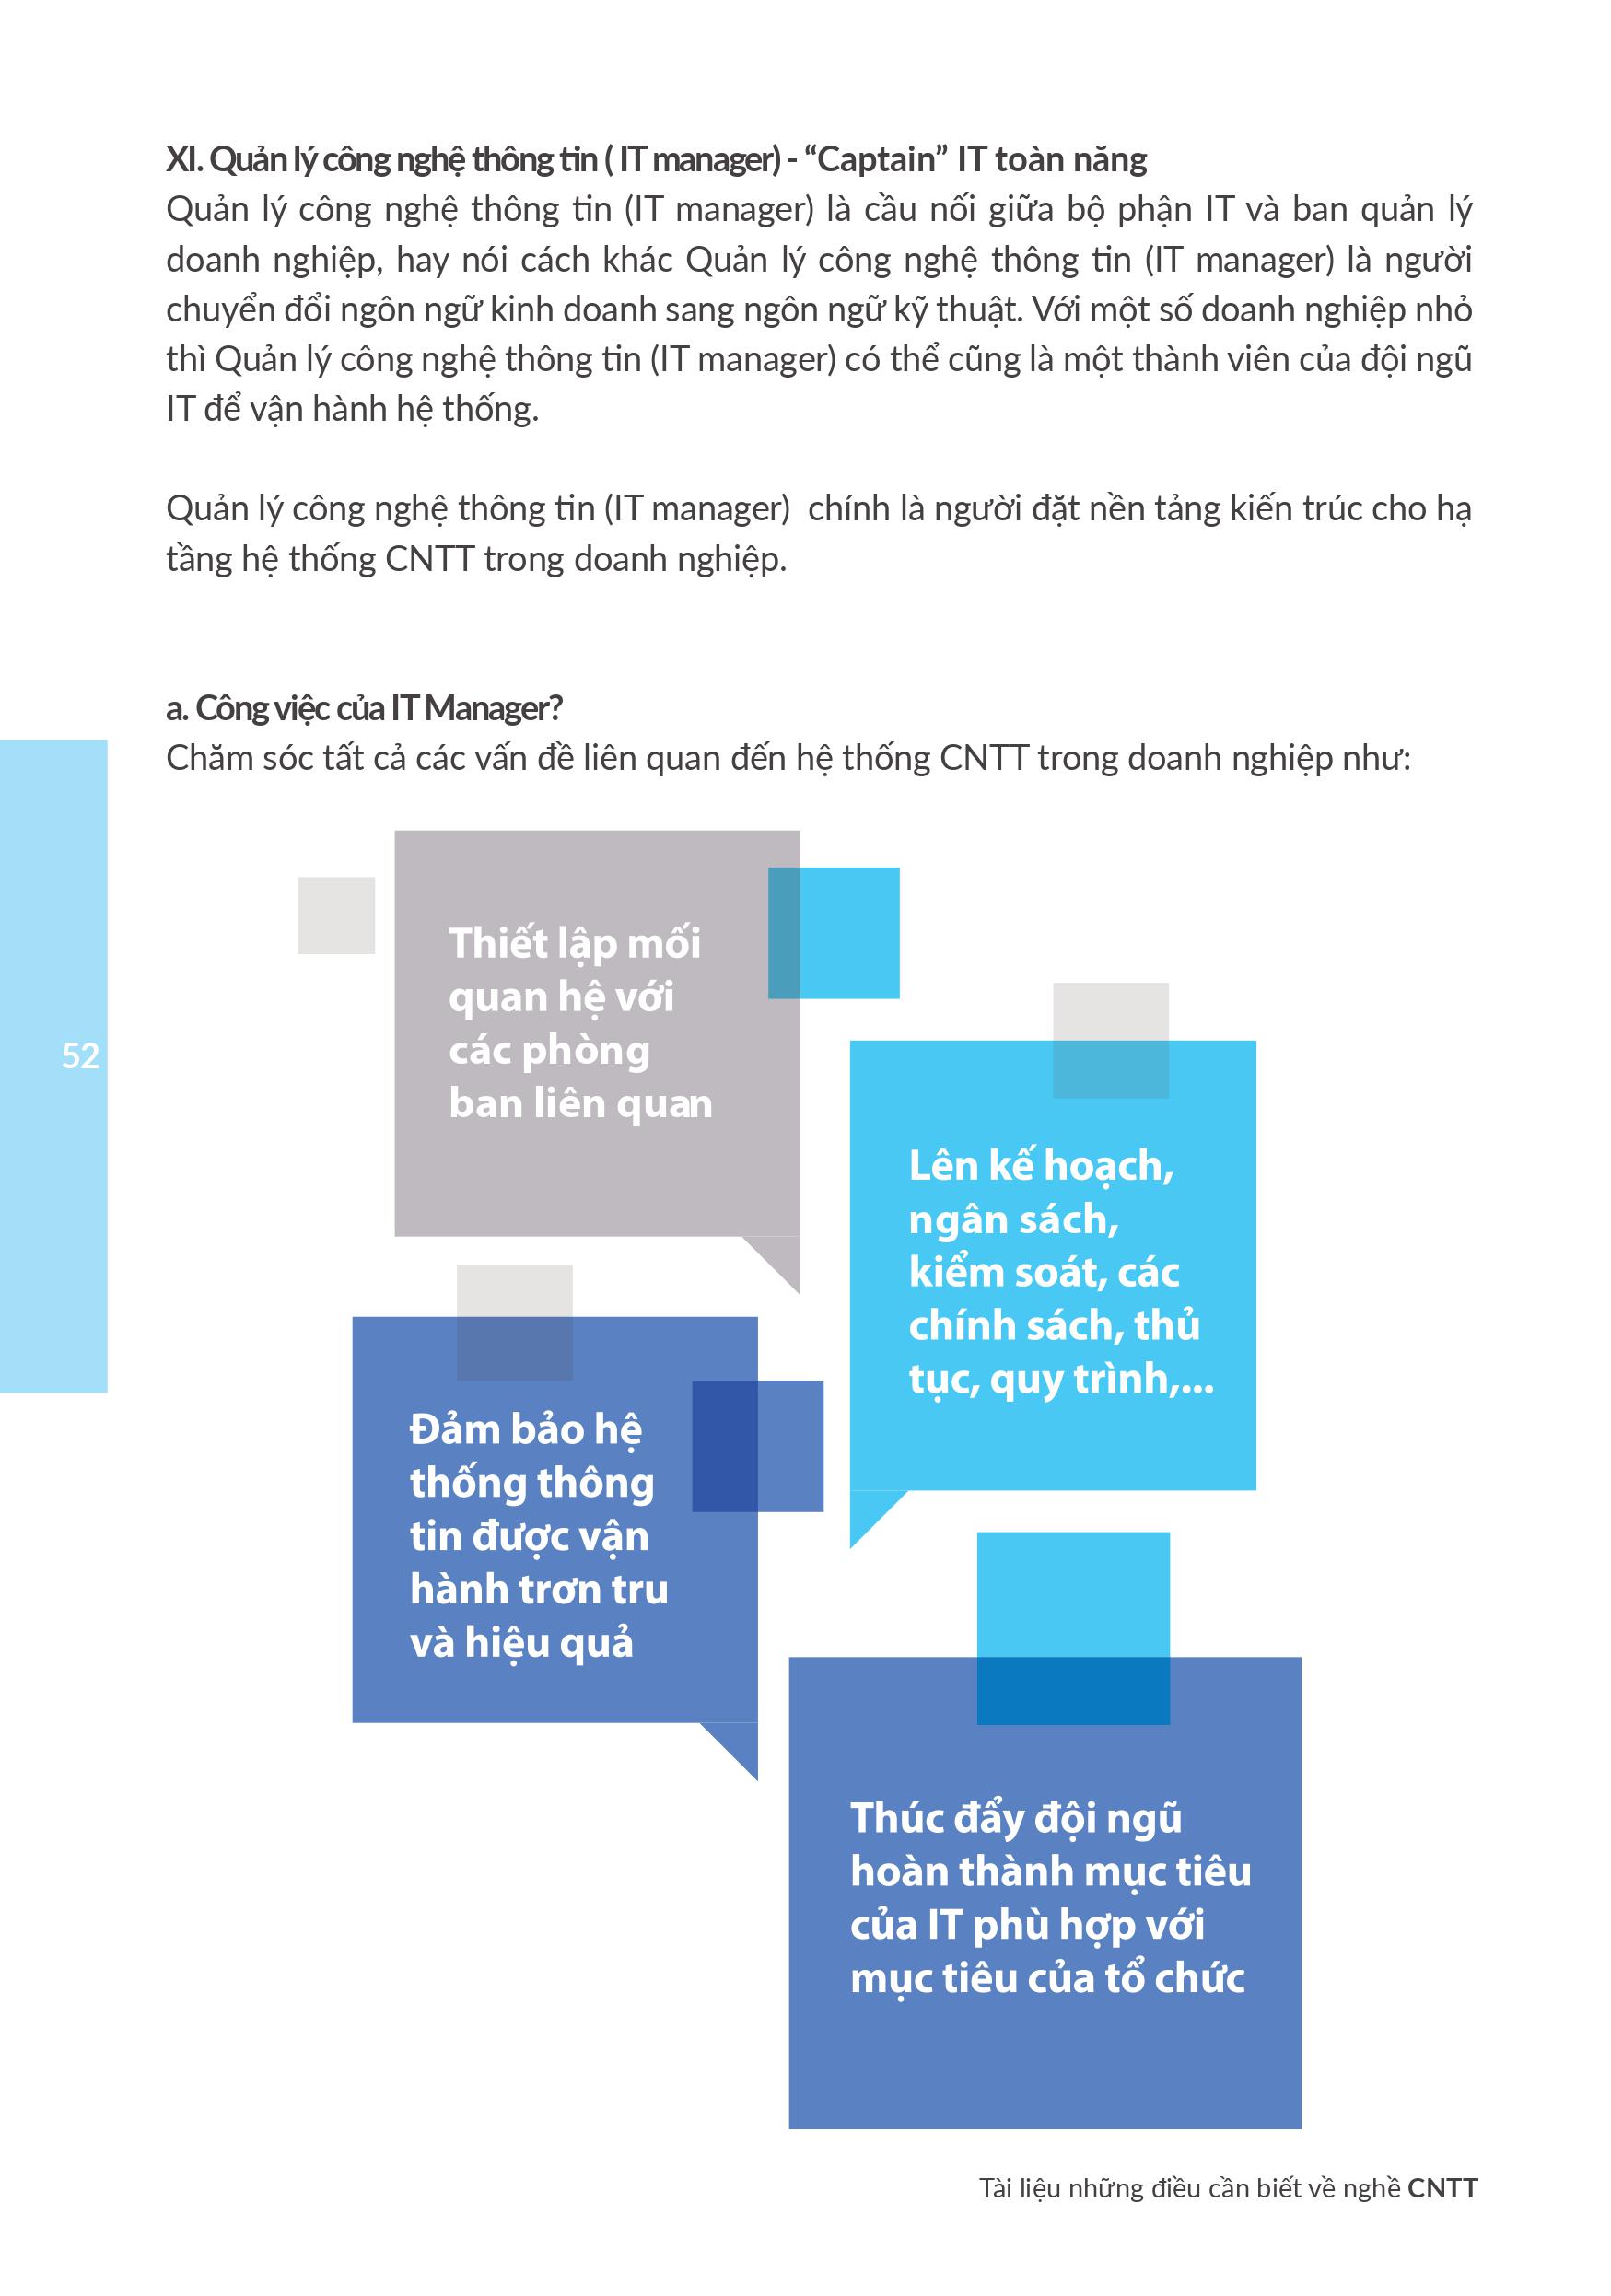 XI. Quản lý công nghệ thông tin ( IT manager) - “Captain” IT toàn năng
Quản lý công nghệ thông tin (IT manager) là cầu nối giữa bộ phận IT và ban quản lý
doanh nghiệp, hay nói cách khác Quản lý công nghệ thông tin (IT manager) là người
chuyển đổi ngôn ngữ kinh doanh sang ngôn ngữ kỹ thuật. Với một số doanh nghiệp nhỏ
thì Quản lý công nghệ thông tin (IT manager) có thể cũng là một thành viên của đội ngũ
IT để vận hành hệ thống.
Quản lý công nghệ thông tin (IT manager) chính là người đặt nền tảng kiến trúc cho hạ
tầng hệ thống CNTT trong doanh nghiệp.
a. Công việc của IT Manager?
Chăm sóc tất cả các vấn đề liên quan đến hệ thống CNTT trong doanh nghiệp như:
Thiết lập mối
quan hệ với
các phòng
ban liên quan
52
Lên kế hoạch,
ngân sách,
kiểm soát, các
chính sách, thủ
tục, quy trình,...
Đảm bảo hệ
thống thông
tin được vận
hành trơn tru
và hiệu quả
Thúc đẩy đội ngũ
hoàn thành mục tiêu
của IT phù hợp với
mục tiêu của tổ chức
Tài liệu những điều cần biết về nghề CNTT